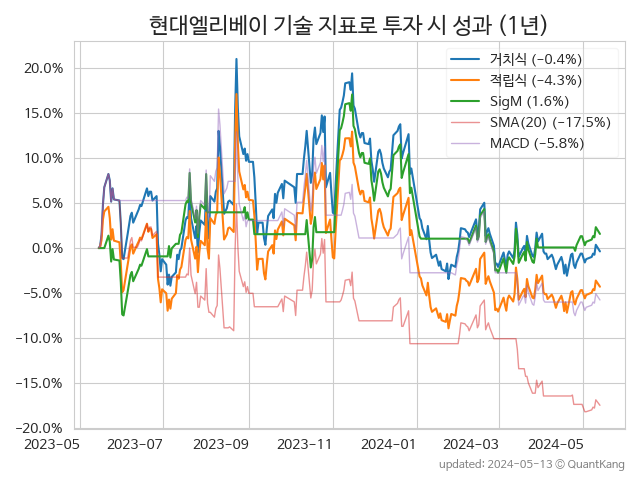 현대엘리베이 기술 지표로 투자 시 성과 (1년)
거치식 (−0.4%)
적립식 (−4.3%)
SigM (1.6%)
SMA(20) (−17.5%)
MACD (−5.8%)
20.0%
15.0%
10.0%
5.0%
0.0%
−5.0%
−10.0%
−15.0%
−20.0%
2023-05 2023-07 2023-09 2023-11 2024-01 2024-03 2024-05
updated: 2024-05-13 ⓒ QuantKang